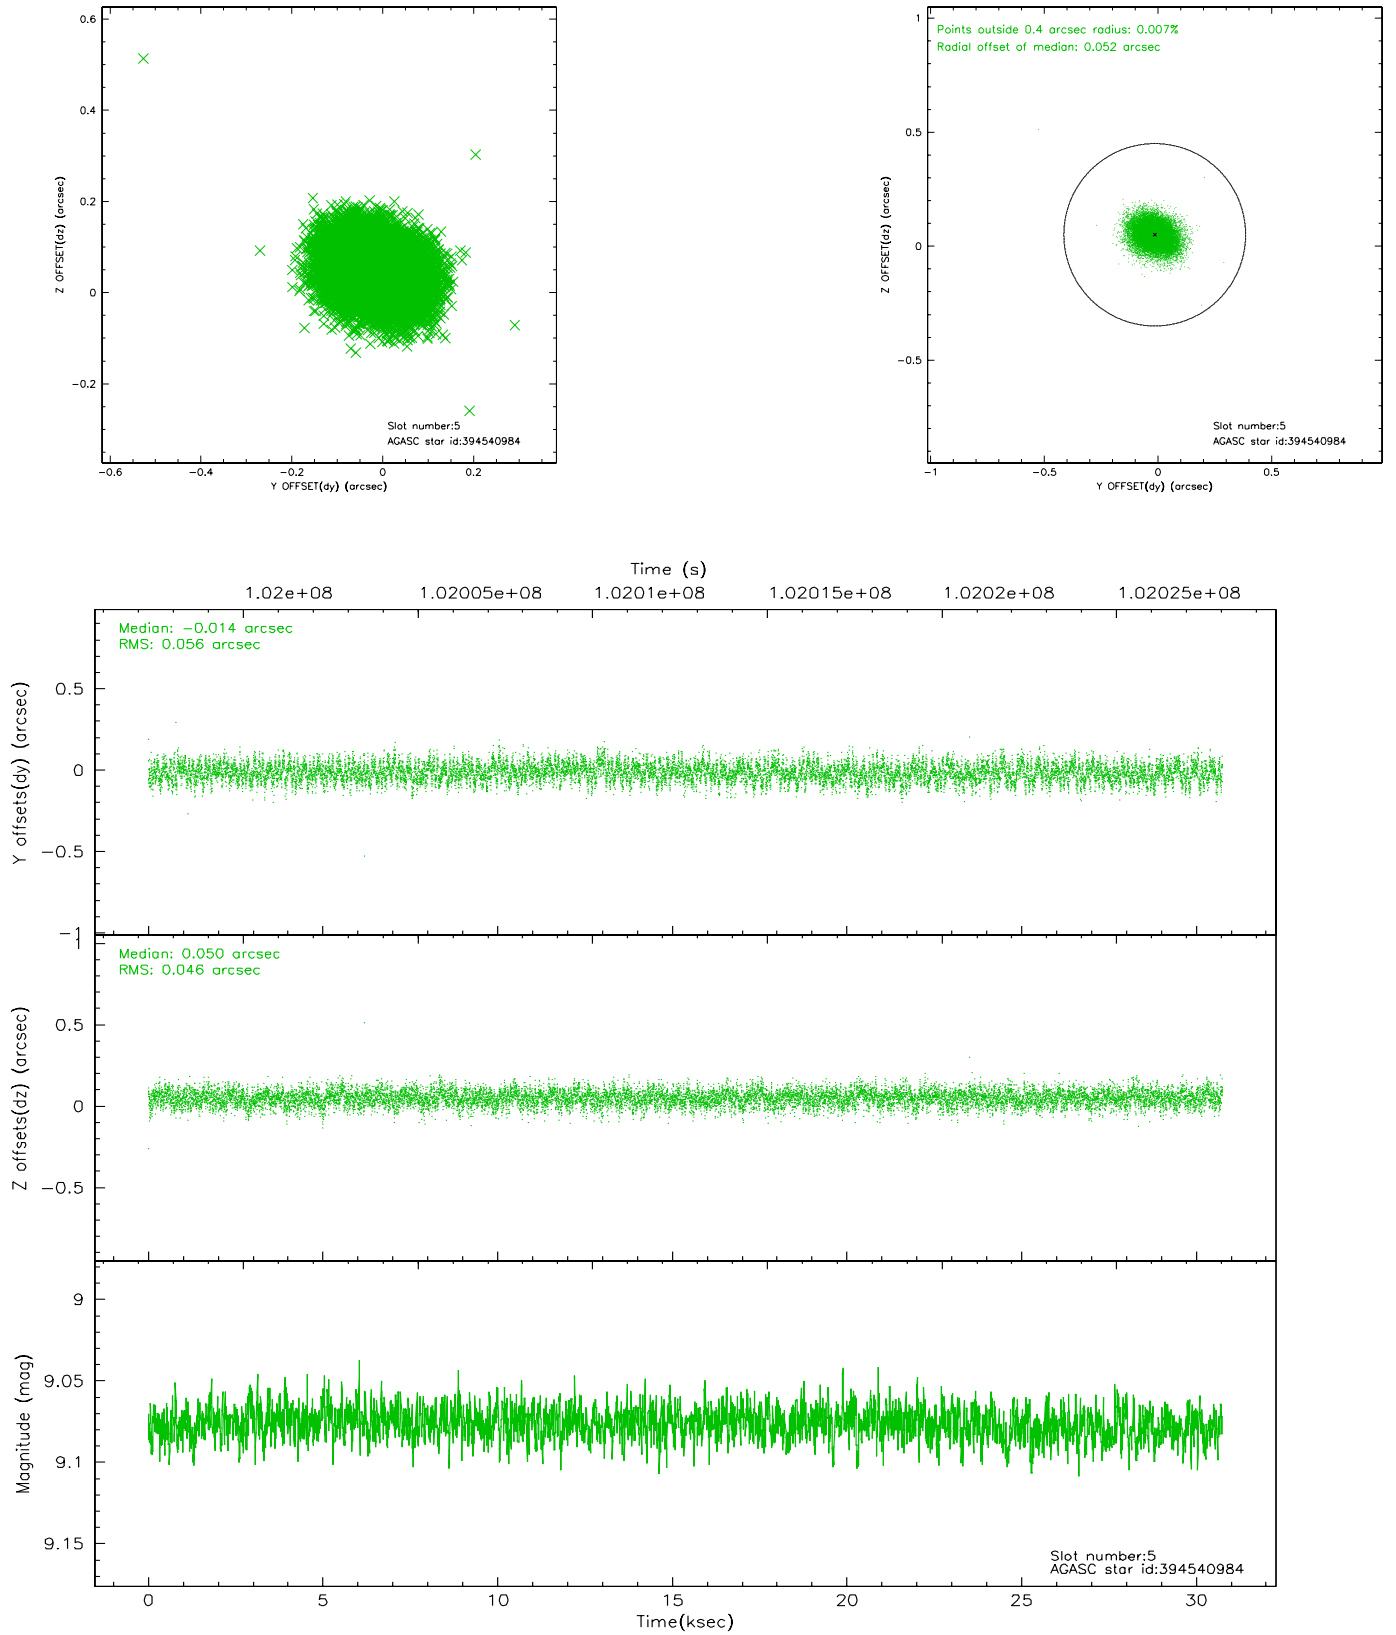 0.6
0.4
0.2
0
−0.2
Z OFFSET(dz) (arcsec)
Slot number:5
AGASC star id:394540984
−0.6
−0.4
−0.2
0
0.2
Y OFFSET(dy) (arcsec)
Points outside 0.4 arcsec radius: 0.007%
Radial offset of median: 0.052 arcsec
1
0.5
0
−0.5
Z OFFSET(dz) (arcsec)
Slot number:5
AGASC star id:394540984
−1
−0.5
0
0.5
Y OFFSET(dy) (arcsec)
Time (s)
1.02e+08
1.02005e+08
1.0201e+08
1.02015e+08
1.0202e+08
1.02025e+08
Median: −0.014 arcsec
RMS: 0.056 arcsec
0.5
0
−0.5
−1
Y offsets(dy) (arcsec)
Median: 0.050 arcsec
RMS: 0.046 arcsec
1
0.5
0
−0.5
Z offsets(dz) (arcsec)
9
9.05
9.1
9.15
Magnitude (mag)
Slot number:5
AGASC star id:394540984
0
5
10
15
20
25
30
Time(ksec)